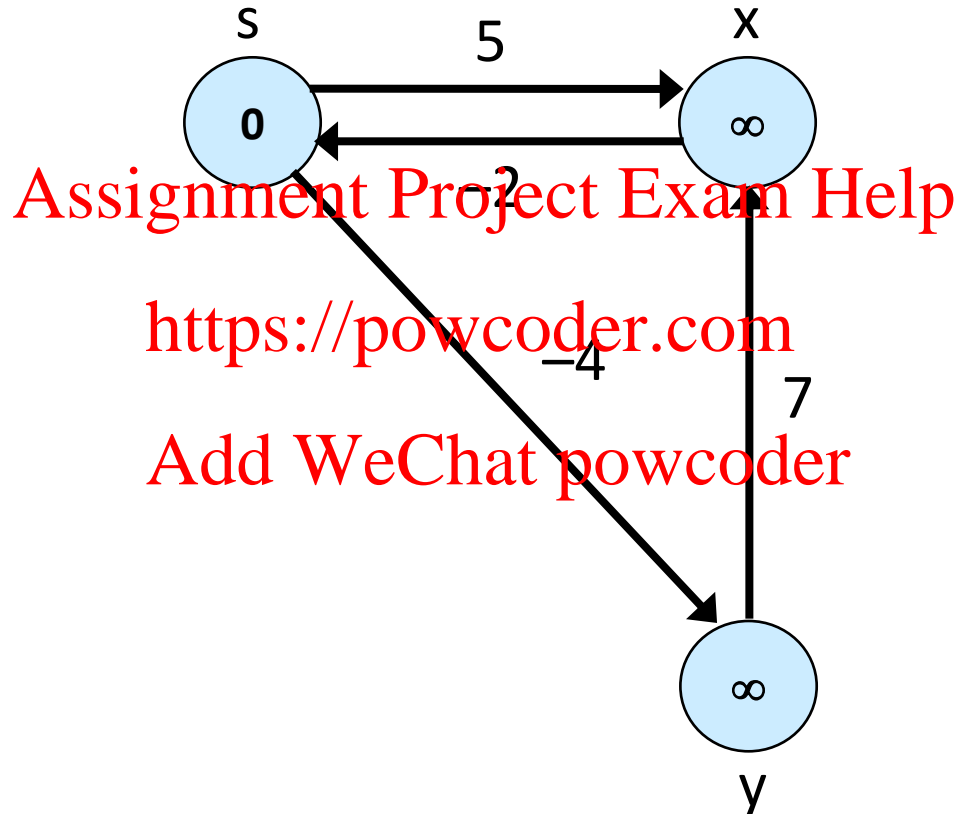 s
x
5
0
∞
−2
Assignment Project Exam Help
https://powcoder.com
−4
7
Add WeChat powcoder
∞
y